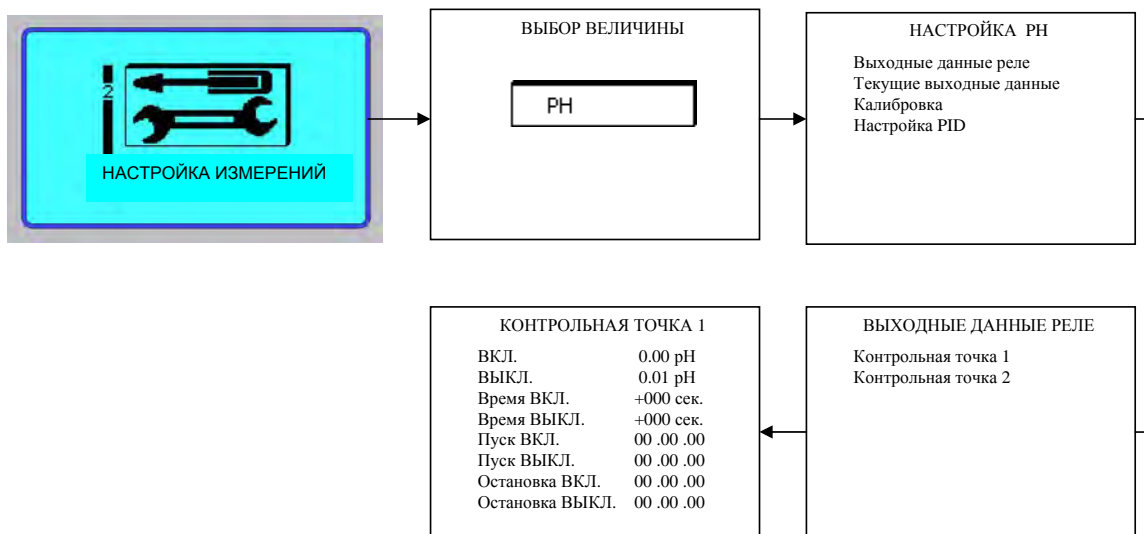 2
НАСТРОЙКА ИЗМЕРЕНИЙ
ВЫБОР ВЕЛИЧИНЫ
PH
НАСТРОЙКА PH
Выходные данные реле
Текущие выходные данные
Калибровка
Настройка PID
КОНТРОЛЬНАЯ ТОЧКА 1
ВКЛ. 0.00 pH
ВЫКЛ. 0.01 pH
Время ВКЛ. +000 сек.
Время ВЫКЛ. +000 сек.
Пуск ВКЛ. 00 .00 .00
Пуск ВЫКЛ. 00 .00 .00
Остановка ВКЛ. 00 .00 .00
Остановка ВЫКЛ. 00 .00 .00
ВЫХОДНЫЕ ДАННЫЕ РЕЛЕ
Контрольная точка 1
Контрольная точка 2